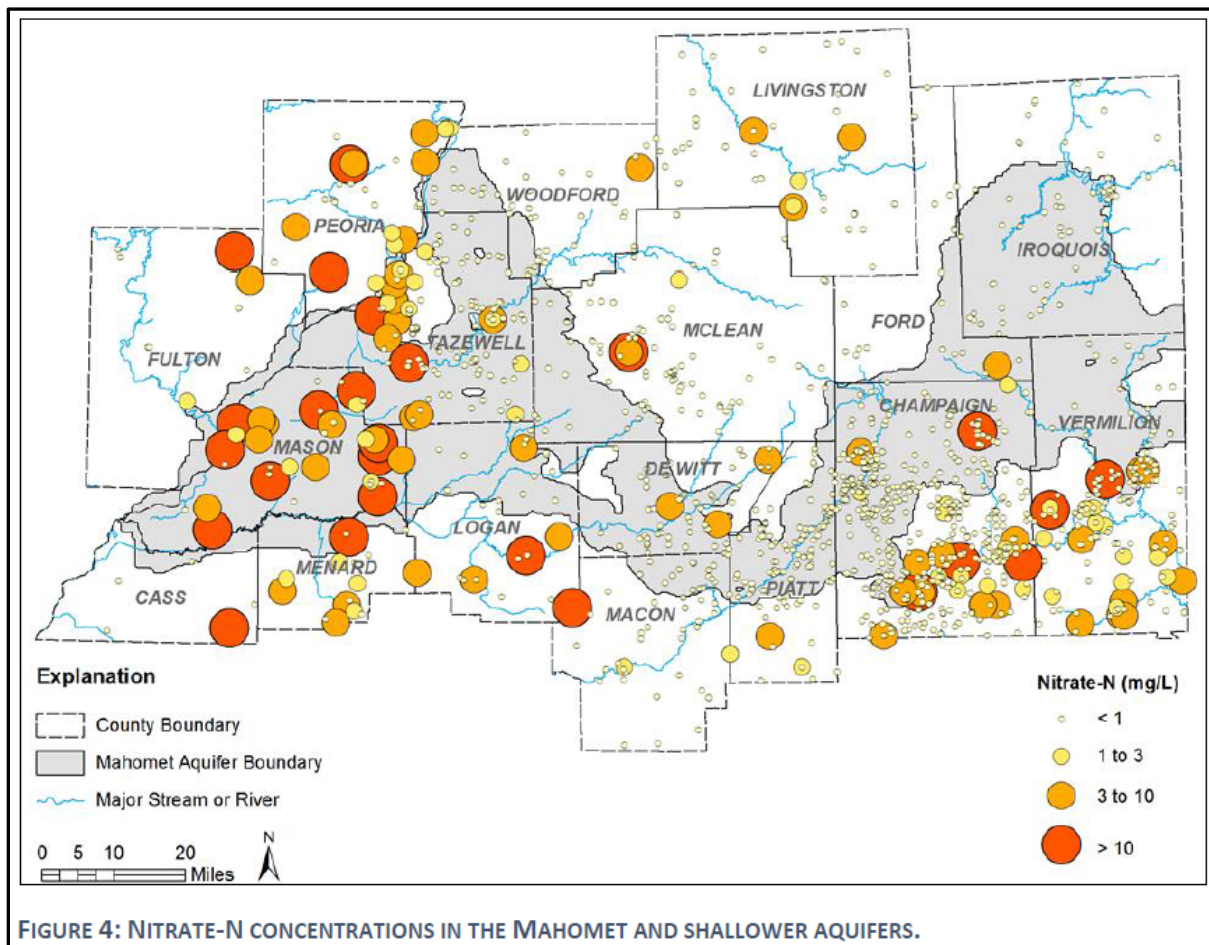 LIVINGSTON
WOODFORD
PEORIA
IROQUOIS
FORD
MCLEAN
TAZEWELL
FULTON
CHAMPAIGN
VERMILION
MASON
DEWITT
LOGAN
MENARD
PIATT
CASS
MACON
Explanation
County Boundary
Mahomet Aquifer Boundary
Major Stream or River
0 5 10 20
Miles
N
Nitrate-N (mg/L)
< 1
1 to 3
3 to 10
> 10
FIGURE 4: NITRATE-N CONCENTRATIONS IN THE MAHOMET AND SHALLOWER AQUIFERS.